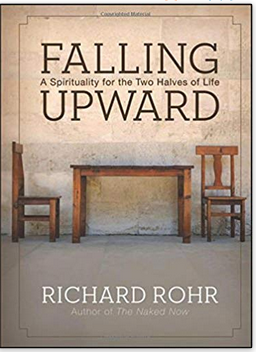 FALLING
A Spirituality for the Two Halves of Life
UPWARD
RICHARD ROHR
Author of The Naked Now